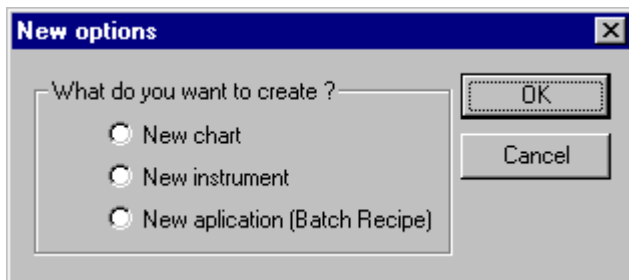 New options
What do you want to create ?
New chart
New instrument
New aplication (Batch Recipe)
OK
Cancel